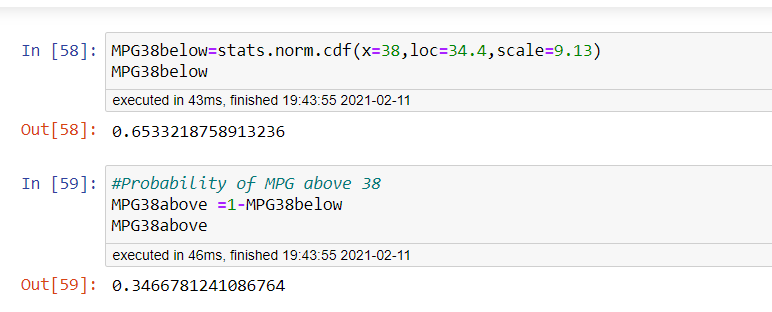 In [58]: MPG38below=stats.norm.cdf(x=38,loc=34.4,scale=9.13)
MPG38below
executed in 43ms, finished 19:43:55 2021-02-11
Out[58]: 0.6533218758913236
In [59]: #Probability of MPG above 38
MPG38above =1-MPG38below
MPG38above
executed in 46ms, finished 19:43:55 2021-02-11
Out[59]: 0.3466781241086764